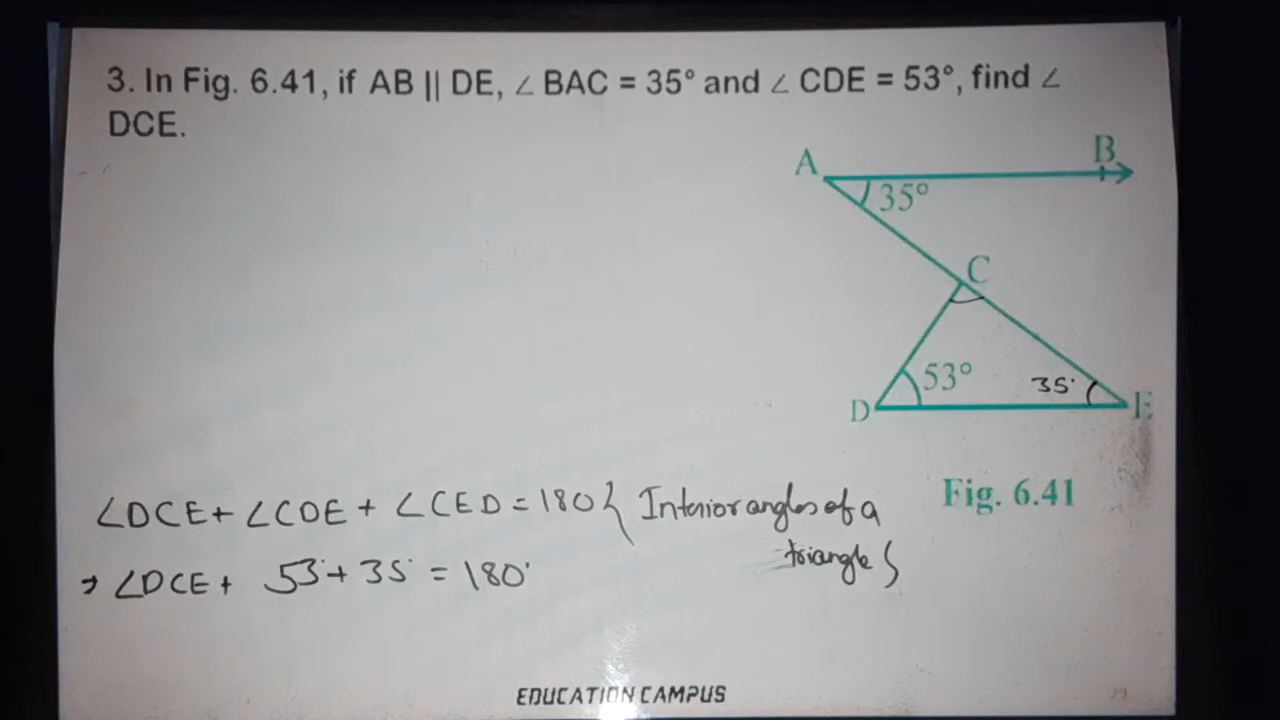 3. In Fig. 6.41, if AB || DE, ∠ BAC = 35° and ∠ CDE = 53°, find ∠
DCE.
A
B
35°
C
53°
35°
D
E
Fig. 6.41
∠DCE + ∠CDE + ∠CED = 180 { Interior angles of a
triangle }
⇒ ∠DCE + 53° + 35° = 180°
EDUCATION CAMPUS